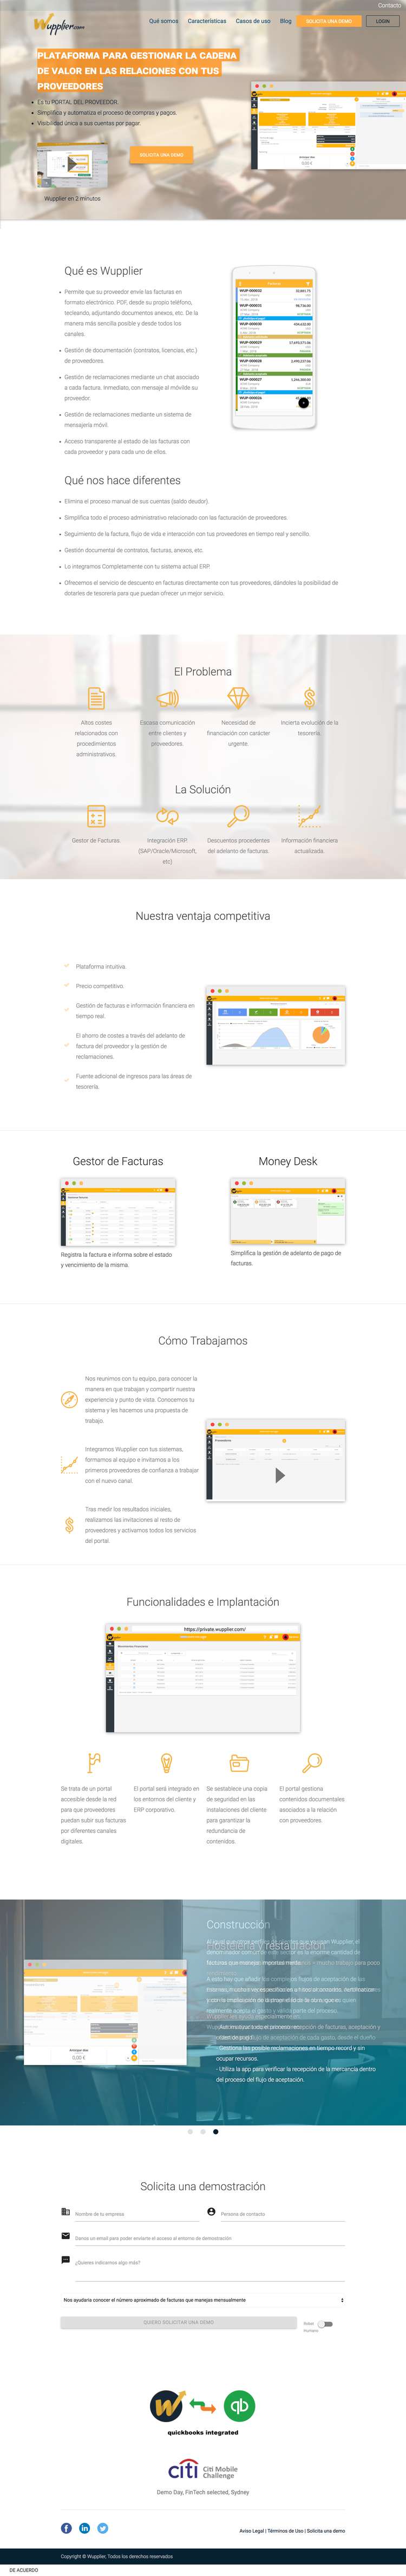 Contacto
Wupplier.com
Qué somos
Características
Casos de uso
Blog
SOLICITA UNA DEMO
LOGIN
PLATAFORMA PARA GESTIONAR LA CADENA
DE VALOR EN LAS RELACIONES CON TUS
PROVEEDORES
Es tu PORTAL DEL PROVEEDOR.
Simplifica y automatiza el proceso de compras y pagos.
Visibilidad única a sus cuentas por pagar.
SOLICITA UNA DEMO
Wupplier en 2 minutos
Qué es Wupplier
Permite que su proveedor envíe las facturas en
formato electrónico. PDF, desde su propio teléfono,
tecleando, adjuntando documentos anexos, etc. De la
manera más sencilla posible y desde todos los
canales.
Gestión de documentación (contratos, licencias, etc.)
de proveedores.
Gestión de reclamaciones mediante un chat asociado
a cada factura. Inmediato, con mensaje al móvilde su
proveedor.
Gestión de reclamaciones mediante un sistema de
mensajería móvil.
Acceso transparente al estado de las facturas con
cada proveedor y para cada uno de ellos.
Qué nos hace diferentes
Elimina el proceso manual de sus cuentas (saldo deudor).
Simplifica todo el proceso administrativo relacionado con las facturación de proveedores.
Seguimiento de la factura, flujo de vida e interacción con tus proveedores en tiempo real y sencillo.
Gestión documental de contratos, facturas, anexos, etc.
Lo integramos Completamente con tu sistema actual ERP.
Ofrecemos el servicio de descuento en facturas directamente con tus proveedores, dándoles la posibilidad de
dotarles de tesorería para que puedan ofrecer un mejor servicio.
El Problema
Altos costes
relacionados con
procedimientos
administrativos.
Escasa comunicación
entre clientes y
proveedores.
Necesidad de
financiación con carácter
urgente.
Incierta evolución de la
tesorería.
La Solución
Gestor de Facturas.
Integración ERP
(SAP/Oracle/Microsoft,
etc)
Descuentos procedentes
del adelanto de facturas.
Información financiera
actualizada.
Nuestra ventaja competitiva
Plataforma intuitiva.
Precio competitivo.
Gestión de facturas e información financiera en
tiempo real.
El ahorro de costes a través del adelanto de
factura del proveedor y la gestión de
reclamaciones.
Fuente adicional de ingresos para las áreas de
tesorería.
Gestor de Facturas
Registra la factura e informa sobre el estado
y vencimiento de la misma.
Money Desk
Simplifica la gestión de adelanto de pago de
facturas.
Cómo Trabajamos
Nos reunimos con tu equipo, para conocer la
manera en que trabajan y compartir nuestra
experiencia y punto de vista. Conozcamos tu
sistema y les hacemos una propuesta de
trabajo.
Integramos Wupplier con tus sistemas,
formamos al equipo e invitamos a los
primeros proveedores de confianza a trabajar
con el nuevo canal.
Tras medir los resultados iniciales,
realizamos las invitaciones al resto de
proveedores y activamos todos los servicios
del portal.
Funcionalidades e Implantación
https://private.wupplier.com/
Se trata de un portal
accesible desde la red
para que proveedores
puedan subir sus facturas
por diferentes canales
digitales.
El portal será integrado en
los entornos del cliente y
ERP corporativo.
Se sestablece una copia
de seguridad en las
instalaciones del cliente
para garantizar la
redundancia de
contenidos.
El portal gestiona
contenidos documentales
asociados a la relación
con proveedores.
Construcción
- Gestiona las posible reclamaciones en tiempo record y sin
ocupar recursos.
- Utiliza la app para verificar la recepción de la mercancía dentro
del proceso del flujo de aceptación.
Solicita una demostración
Nombre de tu empresa
Persona de contacto
Danos un email para poder enviarte el acceso al entorno de demostración
¿Quieres indicarnos algo más?
Nos ayudaría conocer el número aproximado de facturas que manejas mensualmente
QUIERO SOLICITAR UNA DEMO
Robot
Humano
quickbooks integrated
citi Citi Mobile
Challenge
Demo Day, FinTech selected, Sydney
Aviso Legal | Términos de Uso | Solicita una demo
Copyright © Wupplier, Todos los derechos reservados
DE ACUERDO